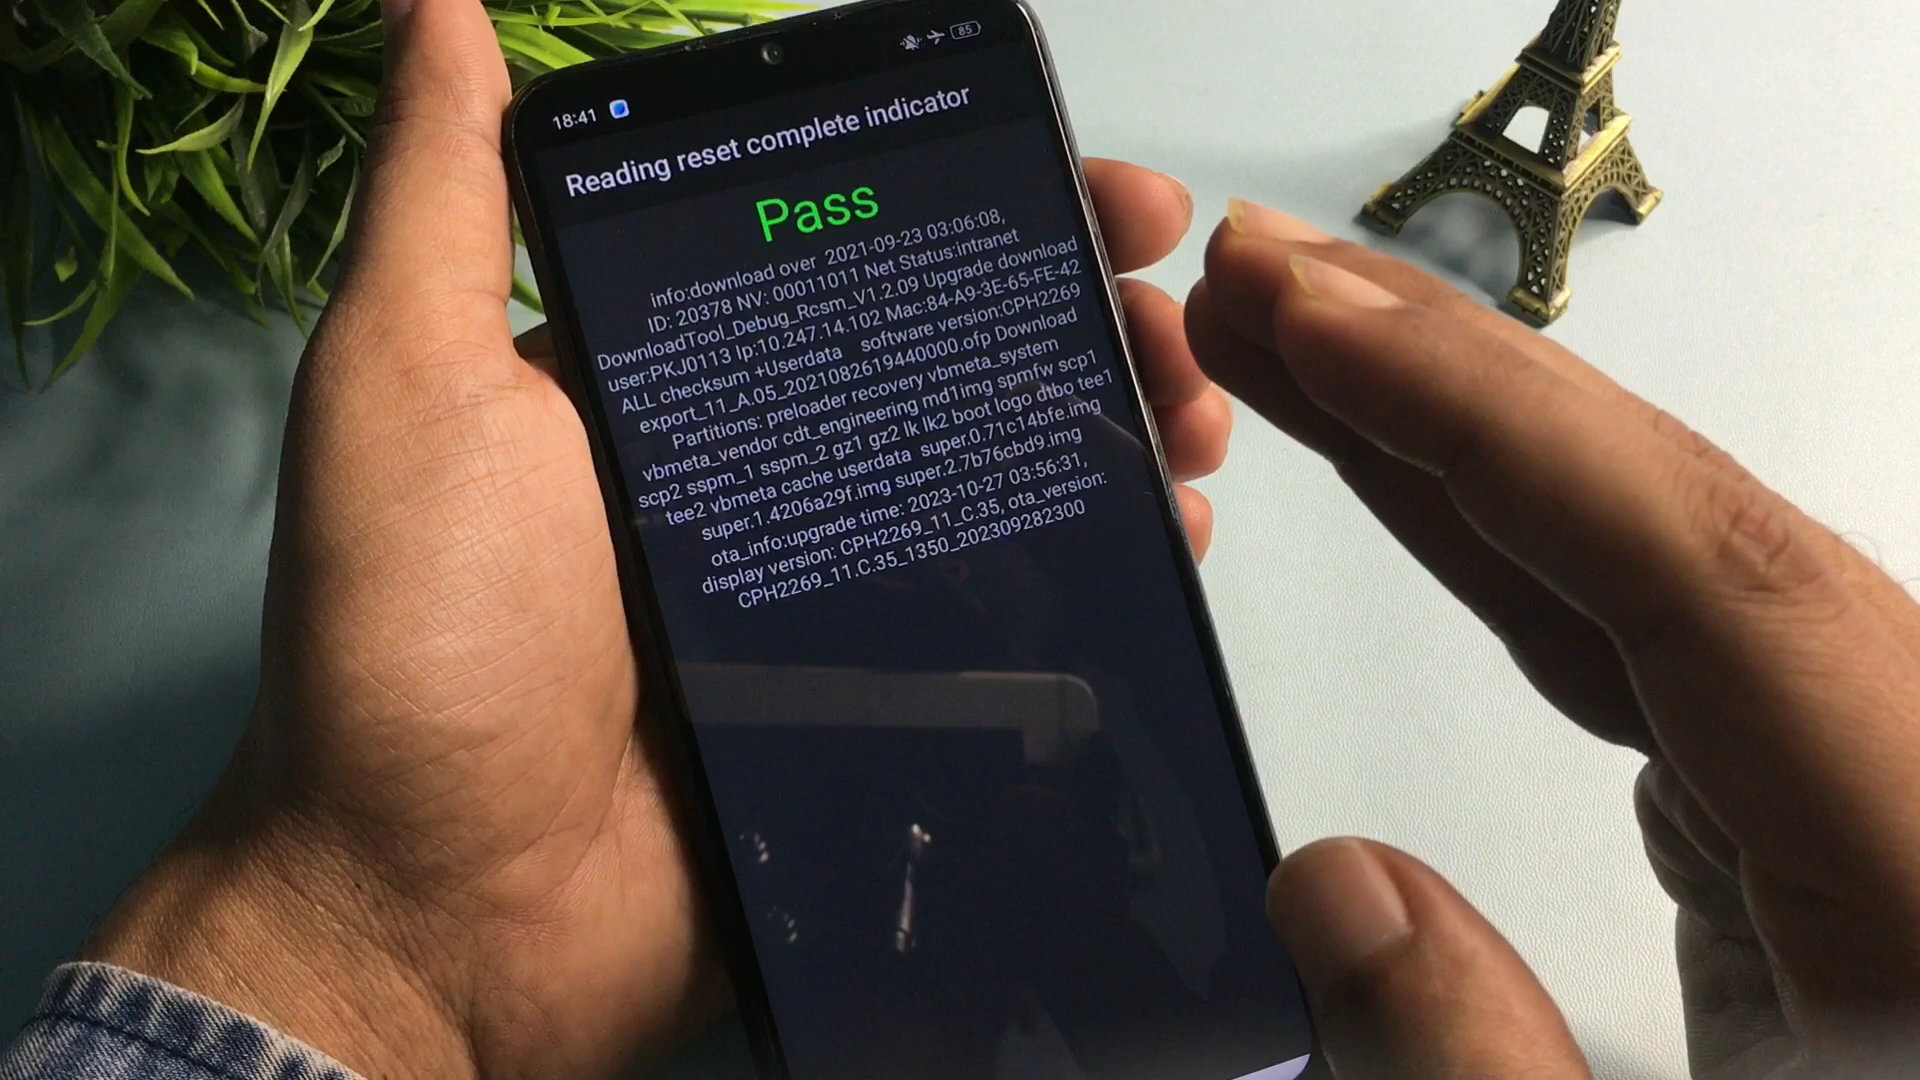 18:41
85
Reading reset complete indicator
Pass
info:download over 2021-09-23 03:06:08,
ID: 20378 NV: 00011011 Net Status:intranet
DownloadTool_Debug_Rcsm_V1.2.09 Upgrade download
user:PKJ0113 Ip:10.247.14.102 Mac:84-A9-3E-65-FE-42
ALL checksum +Userdata software version:CPH2269
export_11_A.05_2021082619440000.ofp Download
Partitions: preloader recovery vbmeta_system
vbmeta_vendor cdt_engineering md1img spmfw scp1
scp2 sspm_1 sspm_2 gz1 gz2 lk lk2 boot logo dtbo tee1
tee2 vbmeta cache userdata super.0.71c14bfe.img
super.1.4206a29f.img super.2.7b76cbd9.img
ota_info:upgrade time: 2023-10-27 03:56:31,
display version: CPH2269_11_C.35, ota_version:
CPH2269_11.C.35_1350_202309282300